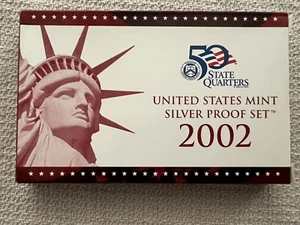 50
STATE
QUARTERS
UNITED STATES MINT
SILVER PROOF SET™
2002